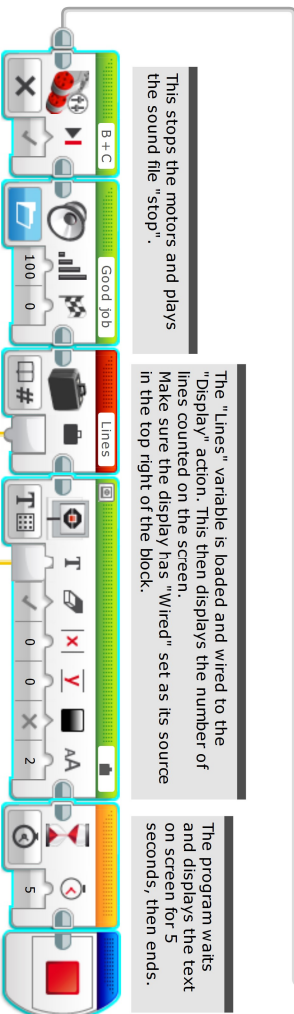 This stops the motors and plays
the sound file "stop".
The "Lines" variable is loaded and wired to the
"Display" action. This then displays the number of
lines counted on the screen.
Make sure the display has "Wired" set as its source
in the top right of the block.
The program waits
and displays the text
on screen for 5
seconds, then ends.
B + C
Good job
100 0
Lines
#
T x y AA
T 0 0 2
5